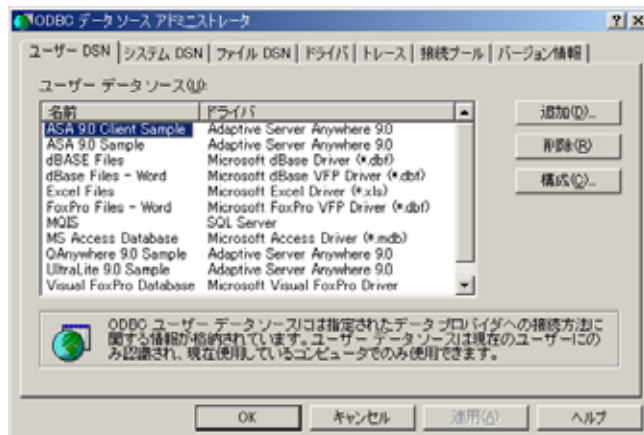 ODBC データ ソース アドミニストレータ
ユーザー DSN システム DSN ファイル DSN ドライバ トレース 接続プール バージョン情報
ユーザー データ ソース(U):
名前 ドライバ
ASA 9.0 Client Sample Adaptive Server Anywhere 9.0
ASA 9.0 Sample Adaptive Server Anywhere 9.0
dBASE Files Microsoft dBase Driver (*.dbf)
dBase Files - Word Microsoft dBase VFP Driver (*.dbf)
Excel Files Microsoft Excel Driver (*.xls)
FoxPro Files - Word Microsoft FoxPro VFP Driver (*.dbf)
MQIS SQL Server
MS Access Database Microsoft Access Driver (*.mdb)
QAnywhere 9.0 Sample Adaptive Server Anywhere 9.0
UltraLite 9.0 Sample Adaptive Server Anywhere 9.0
Visual FoxPro Database Microsoft Visual FoxPro Driver
追加(D)...
削除(R)
構成(C)...
ODBC ユーザー データ ソースには指定されたデータ プロバイダへの接続方法に
関する情報が格納されています。ユーザー データ ソースは現在のユーザーにの
み認識され、現在使用しているコンピュータでのみ使用できます。
OK キャンセル 適用(A) ヘルプ